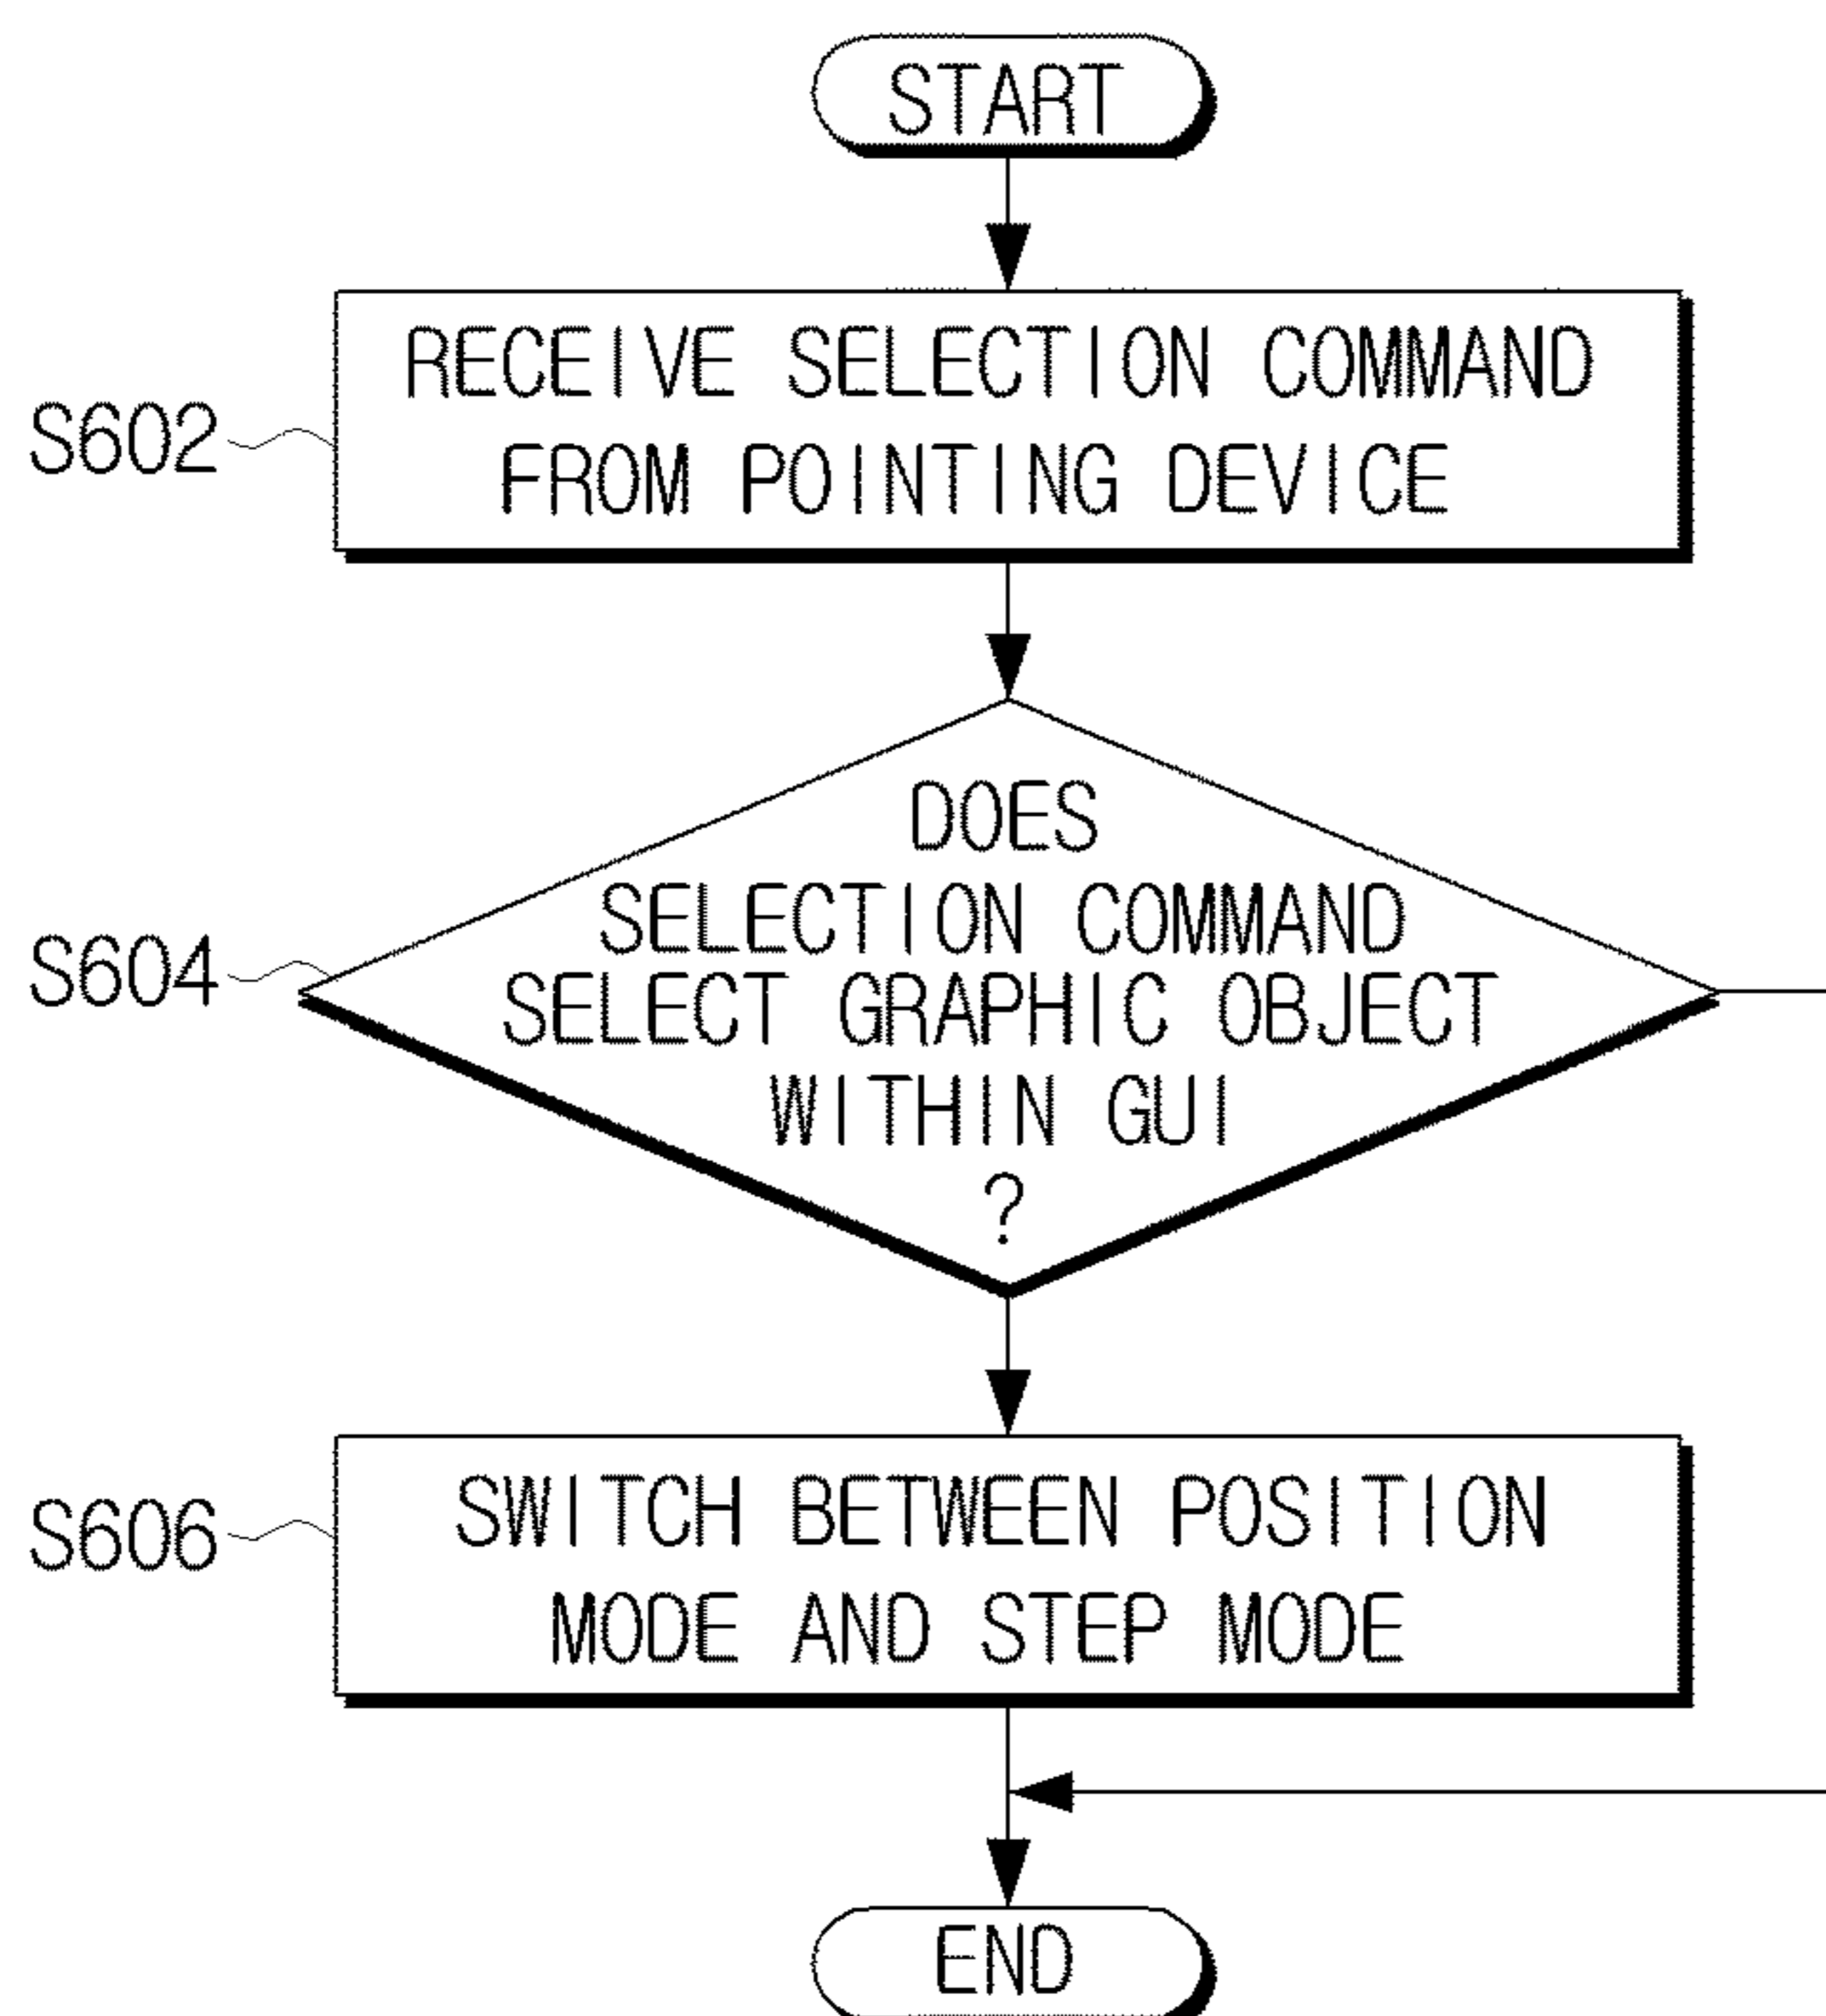 START
RECEIVE SELECTION COMMAND
FROM POINTING DEVICE
S602
DOES
SELECTION COMMAND
SELECT GRAPHIC OBJECT
WITHIN GUI
?
S604
SWITCH BETWEEN POSITION
MODE AND STEP MODE
S606
END